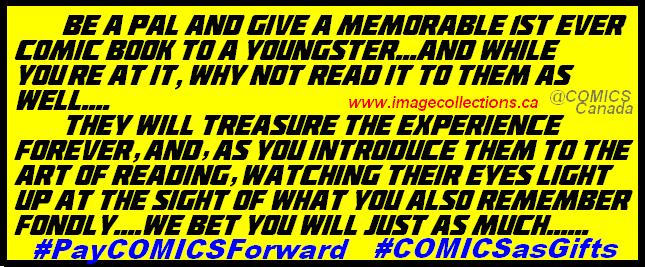 BE A PAL AND GIVE A MEMORABLE 1ST EVER
COMIC BOOK TO A YOUNGSTER...AND WHILE
YOU'RE AT IT, WHY NOT READ IT TO THEM AS
WELL....
www.imagecollections.ca
@COMICS
Canada
THEY WILL TREASURE THE EXPERIENCE
FOREVER, AND, AS YOU INTRODUCE THEM TO THE
ART OF READING, WATCHING THEIR EYES LIGHT
UP AT THE SIGHT OF WHAT YOU ALSO REMEMBER
FONDLY....WE BET YOU WILL JUST AS MUCH......
#PayCOMICSForward #COMICSasGifts